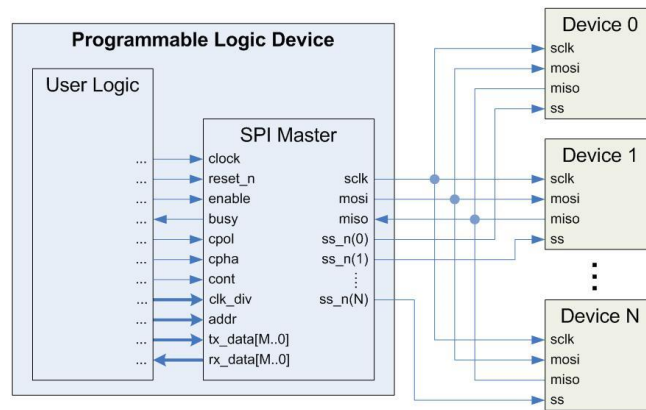 Programmable Logic Device
User Logic
...
...
...
...
...
...
...
...
...
...
...
SPI Master
clock
reset_n
enable
busy
cpol
cpha
cont
clk_div
addr
tx_data[M..0]
rx_data[M..0]
sclk
mosi
miso
ss_n(0)
ss_n(1)
ss_n(N)
Device 0
sclk
mosi
miso
ss
Device 1
sclk
mosi
miso
ss
Device N
sclk
mosi
miso
ss